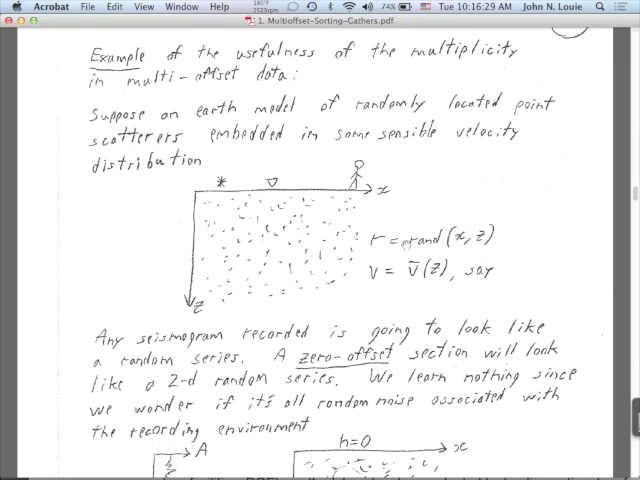 Acrobat File Edit View Window Help
180°F
2523rpm
74%
Tue 10:16:29 AM John N. Louie
1. Multioffset-Sorting-Gathers.pdf
Example of the usefulness of the multiplicity
in multi-offset data:
Suppose an earth model of randomly located point
scatterers embedded in some sensible velocity
distribution
x
r = rand(x, z)
v = v̄(z), say
z
Any seismogram recorded is going to look like
a random series. A zero-offset section will look
like a 2-d random series. We learn nothing since
we wonder if it's all random noise associated with
the recording environment
A
h=0
x